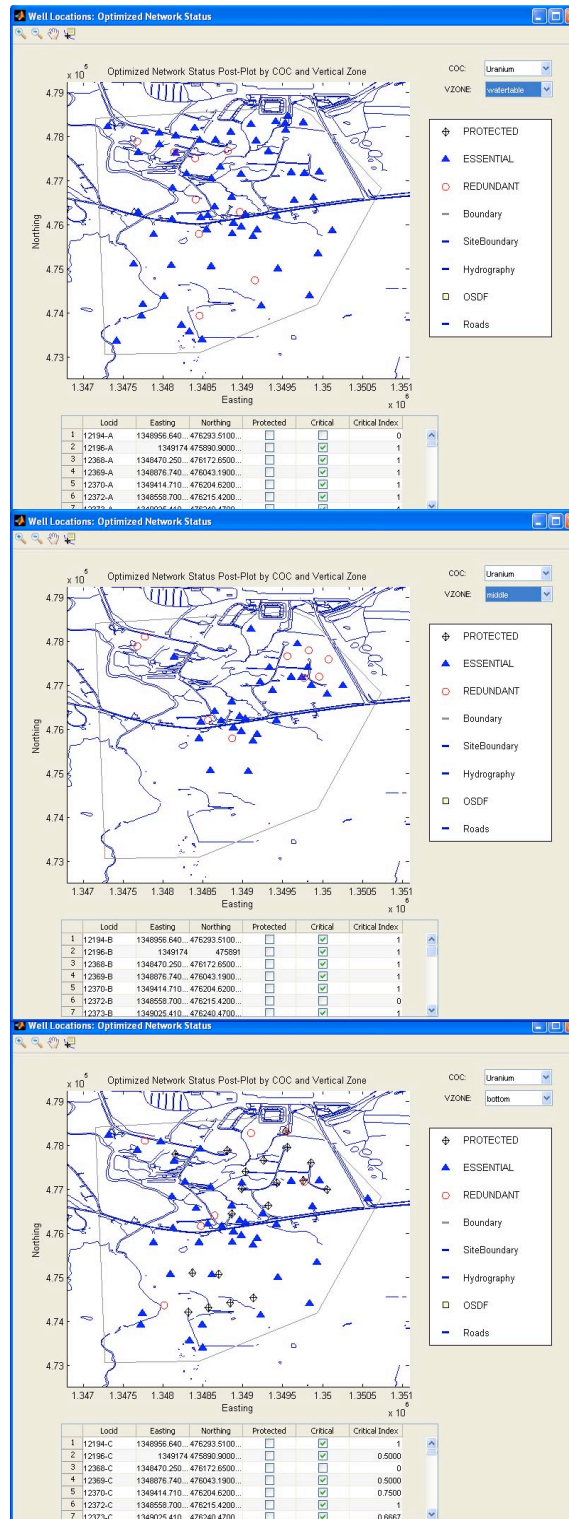 Well Locations: Optimized Network Status
Optimized Network Status Post-Plot by COC and Vertical Zone
x 10^5
COC: Uranium
VZONE: watertable
4.79
4.78
4.77
4.76
4.75
4.74
4.73
Northing
1.347 1.3475 1.348 1.3485 1.349 1.3495 1.35 1.3505 1.351
Easting
x 10^6
PROTECTED
ESSENTIAL
REDUNDANT
Boundary
SiteBoundary
Hydrography
OSDF
Roads
Locid Easting Northing Protected Critical Critical Index
1 12194-A 1348956.640... 476293.5100... 0
2 12196-A 1349174 475890.9000... 1
3 12368-A 1348470.250... 476172.6500... 1
4 12369-A 1348876.740... 476043.1900... 1
5 12370-A 1349414.710... 476204.6200... 1
6 12372-A 1348558.700... 476215.4200... 1
7 12373-A 1349025.410... 476240.4700... 1
Well Locations: Optimized Network Status
Optimized Network Status Post-Plot by COC and Vertical Zone
x 10^5
COC: Uranium
VZONE: middle
4.79
4.78
4.77
4.76
4.75
4.74
4.73
Northing
1.347 1.3475 1.348 1.3485 1.349 1.3495 1.35 1.3505 1.351
Easting
x 10^6
PROTECTED
ESSENTIAL
REDUNDANT
Boundary
SiteBoundary
Hydrography
OSDF
Roads
Locid Easting Northing Protected Critical Critical Index
1 12194-B 1348956.640... 476293.5100... 1
2 12196-B 1349174 475891 1
3 12368-B 1348470.250... 476172.6500... 1
4 12369-B 1348876.740... 476043.1900... 1
5 12370-B 1349414.710... 476204.6200... 1
6 12372-B 1348558.700... 476215.4200... 0
7 12373-B 1349025.410... 476240.4700... 1
Well Locations: Optimized Network Status
Optimized Network Status Post-Plot by COC and Vertical Zone
x 10^5
COC: Uranium
VZONE: bottom
4.79
4.78
4.77
4.76
4.75
4.74
4.73
Northing
1.347 1.3475 1.348 1.3485 1.349 1.3495 1.35 1.3505 1.351
Easting
x 10^6
PROTECTED
ESSENTIAL
REDUNDANT
Boundary
SiteBoundary
Hydrography
OSDF
Roads
Locid Easting Northing Protected Critical Critical Index
1 12194-C 1348956.640... 476293.5100... 1
2 12196-C 1349174 475890.9000... 0.5000
3 12368-C 1348470.250... 476172.6500... 0
4 12369-C 1348876.740... 476043.1900... 0.5000
5 12370-C 1349414.710... 476204.6200... 0.7500
6 12372-C 1348558.700... 476215.4200... 1
7 12373-C 1349025.410... 476240.4700... 0.6667